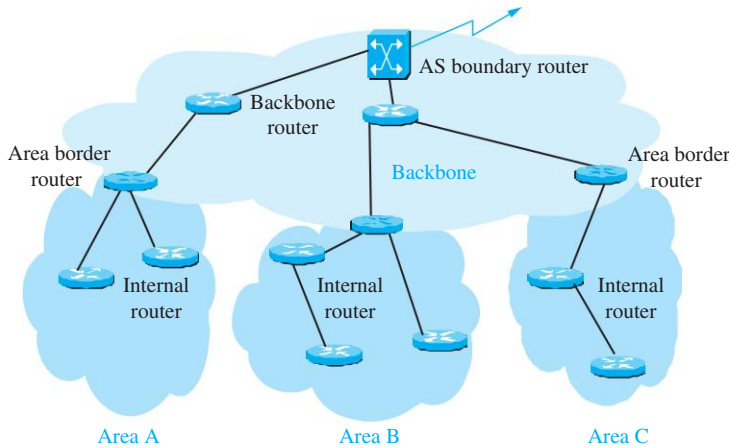 AS boundary router
Backbone
router
Area border
router
Backbone
Area border
router
Internal
router
Internal
router
Internal
router
Area A
Area B
Area C